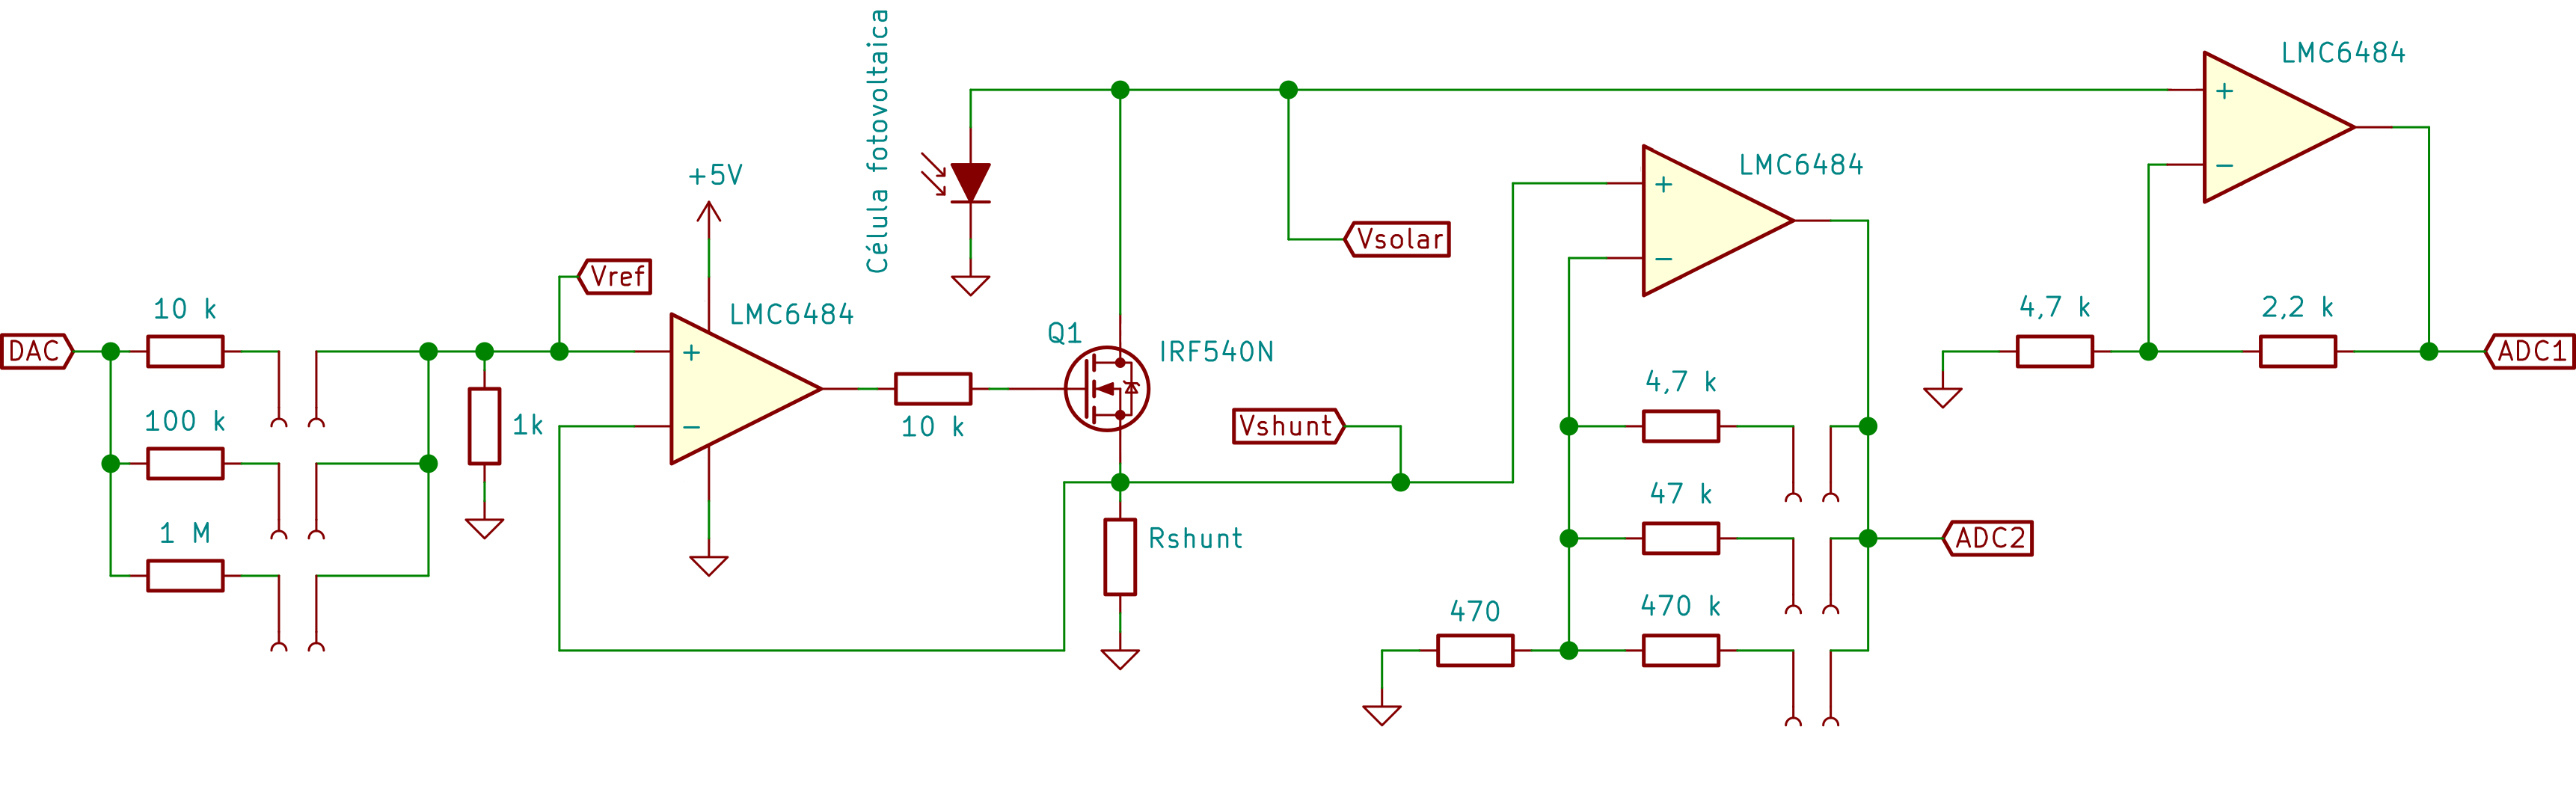 Célula fotovoltaica
LMC6484
LMC6484
+5V
Vsolar
+
−
+
−
Vref
DAC
10 k
LMC6484
Q1
IRF540N
4,7 k
2,2 k
ADC1
+
−
100 k
1k
10 k
Vshunt
4,7 k
1 M
Rshunt
47 k
ADC2
470
470 k